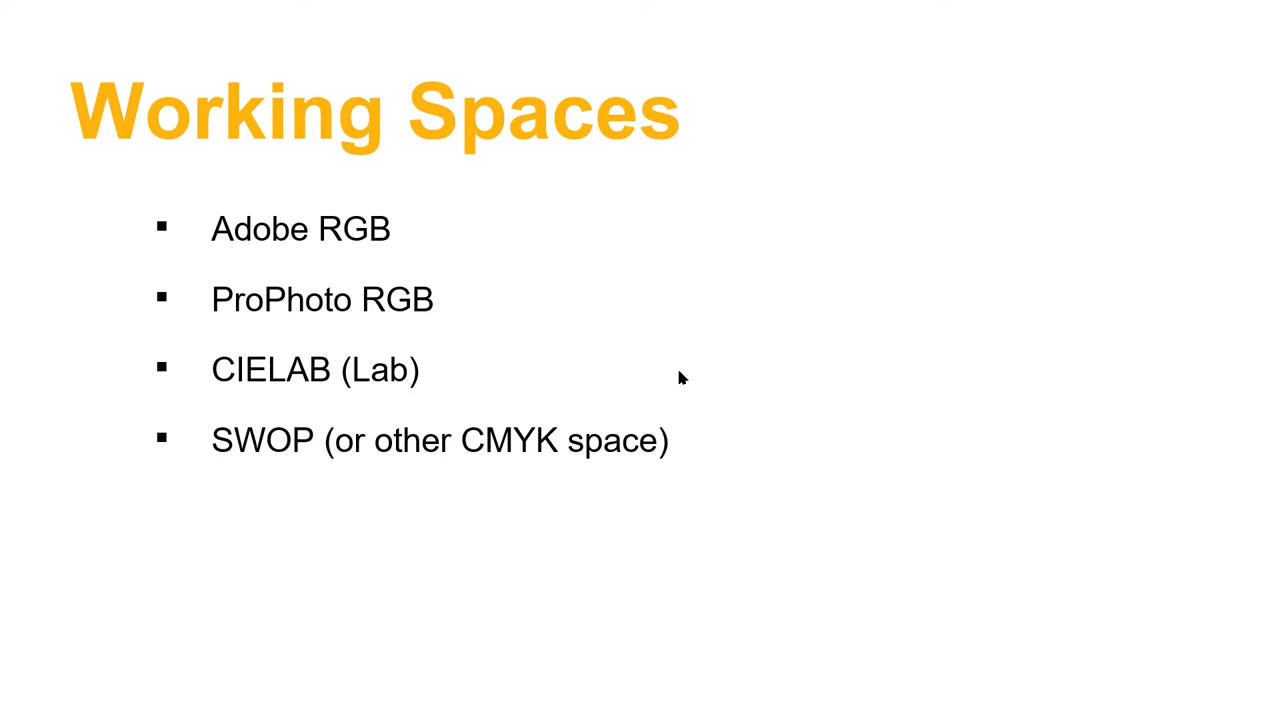 Working Spaces
▪ Adobe RGB
▪ ProPhoto RGB
▪ CIELAB (Lab)
▪ SWOP (or other CMYK space)